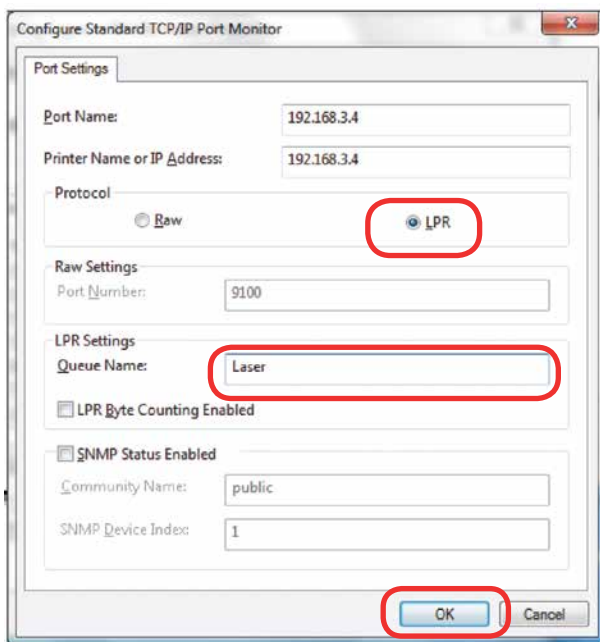 Configure Standard TCP/IP Port Monitor
Port Settings
Port Name: 192.168.3.4
Printer Name or IP Address: 192.168.3.4
Protocol
Raw LPR
Raw Settings
Port Number: 9100
LPR Settings
Queue Name: Laser
LPR Byte Counting Enabled
SNMP Status Enabled
Community Name: public
SNMP Device Index: 1
OK Cancel